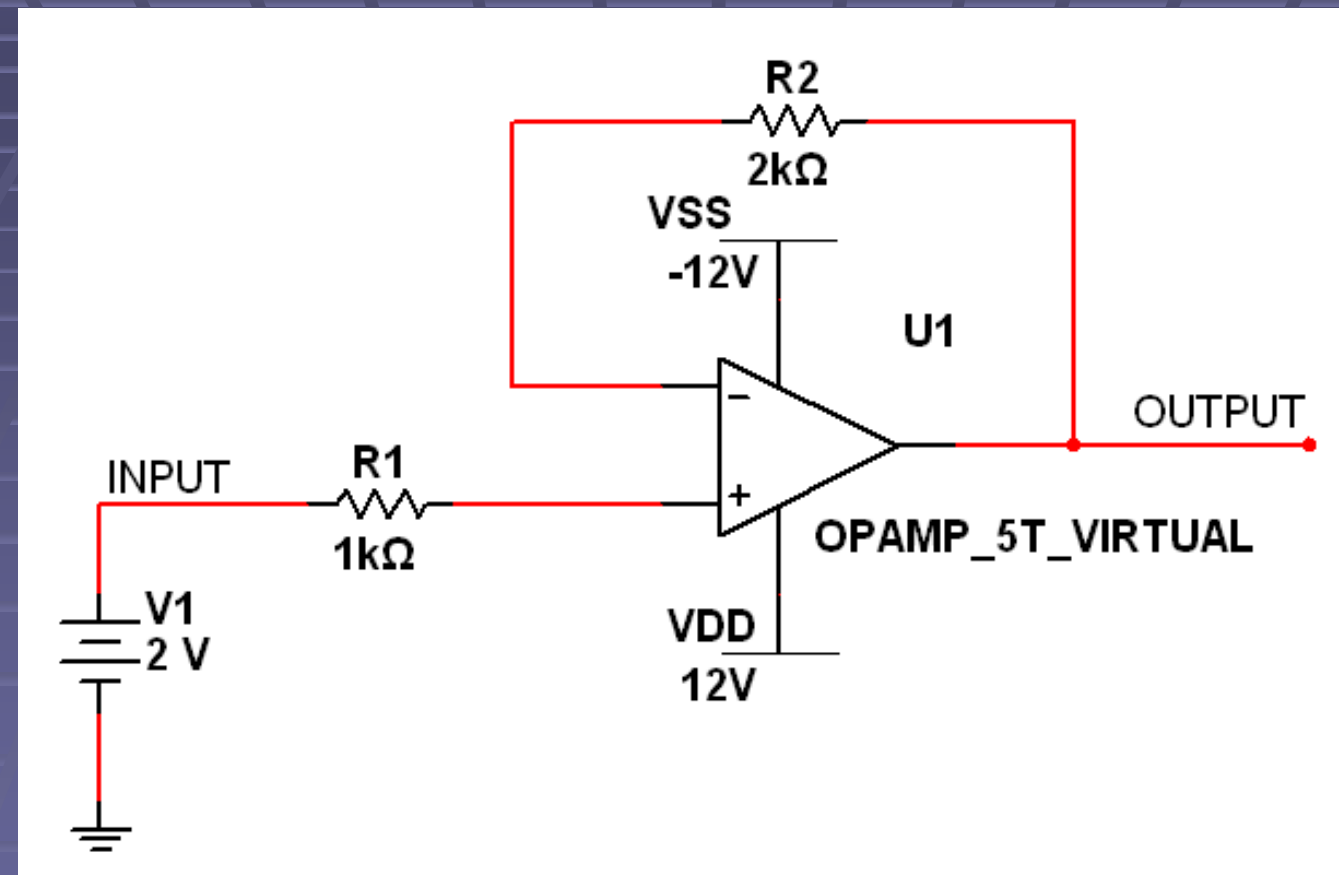 R2
2kΩ
VSS
-12V
U1
-
OUTPUT
INPUT
R1
1kΩ
+
OPAMP_5T_VIRTUAL
V1
2 V
VDD
12V